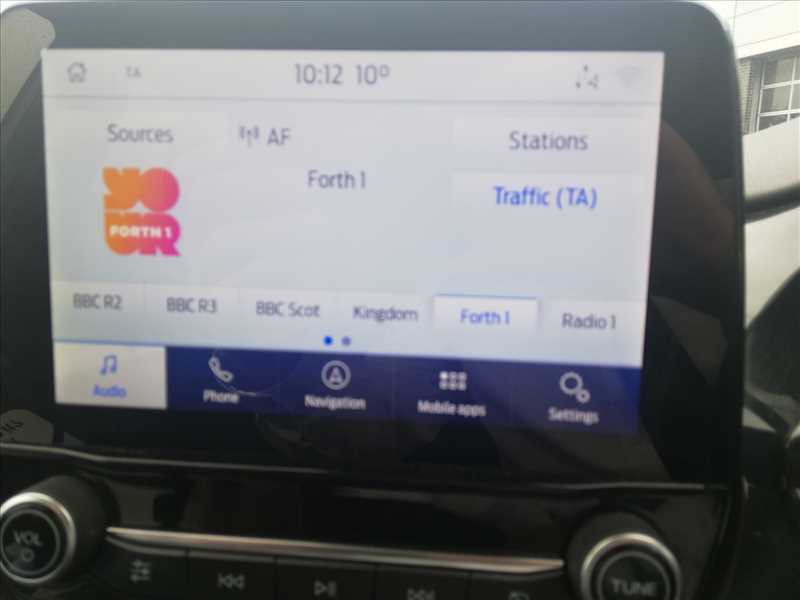 TA 10:12 10°
Sources AF Stations
Forth 1
Traffic (TA)
YO
FORTH 1
UR
BBC R2 BBC R3 BBC Scot Kingdom Forth 1 Radio 1
Audio Phone Navigation Mobile apps Settings
VOL
TUNE